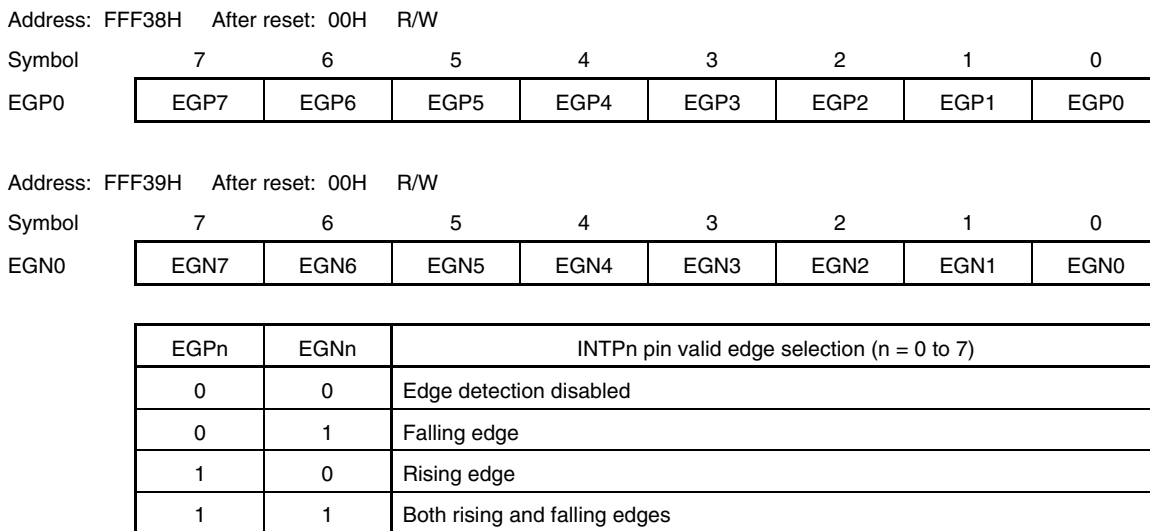 Address: FFF38H After reset: 00H R/W
Symbol 7 6 5 4 3 2 1 0
EGP0 EGP7 EGP6 EGP5 EGP4 EGP3 EGP2 EGP1 EGP0
Address: FFF39H After reset: 00H R/W
Symbol 7 6 5 4 3 2 1 0
EGN0 EGN7 EGN6 EGN5 EGN4 EGN3 EGN2 EGN1 EGN0
EGPn EGNn INTPn pin valid edge selection (n = 0 to 7)
0 0 Edge detection disabled
0 1 Falling edge
1 0 Rising edge
1 1 Both rising and falling edges